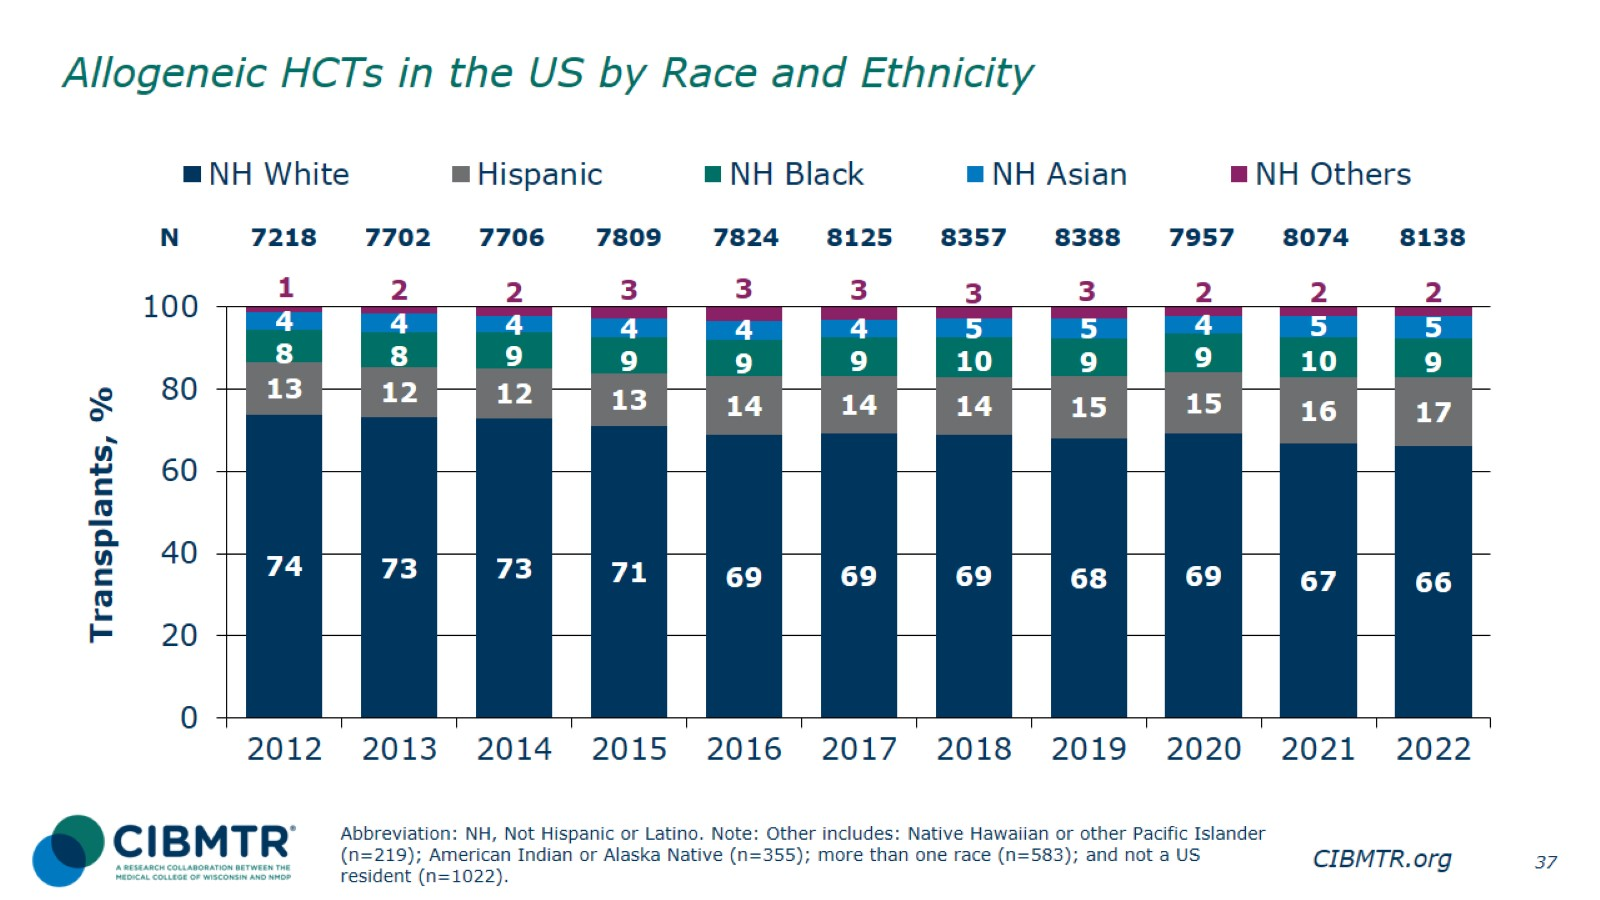 Allogeneic HCTs in the US by Race and Ethnicity
NH White Hispanic NH Black NH Asian NH Others
N 7218 7702 7706 7809 7824 8125 8357 8388 7957 8074 8138
1 2 2 3 3 3 3 3 2 2 2
100
4 4 4 4 4 4 5 5 4 5 5
8 8 9 9 9 9 10 9 9 10 9
80
13 12 12 13 14 14 14 15 15 16 17
60
40
74 73 73 71 69 69 69 68 69 67 66
20
0
Transplants, %
2012 2013 2014 2015 2016 2017 2018 2019 2020 2021 2022
CIBMTR®
A RESEARCH COLLABORATION BETWEEN THE
MEDICAL COLLEGE OF WISCONSIN AND NMDP
Abbreviation: NH, Not Hispanic or Latino. Note: Other includes: Native Hawaiian or other Pacific Islander
(n=219); American Indian or Alaska Native (n=355); more than one race (n=583); and not a US
resident (n=1022).
CIBMTR.org
37